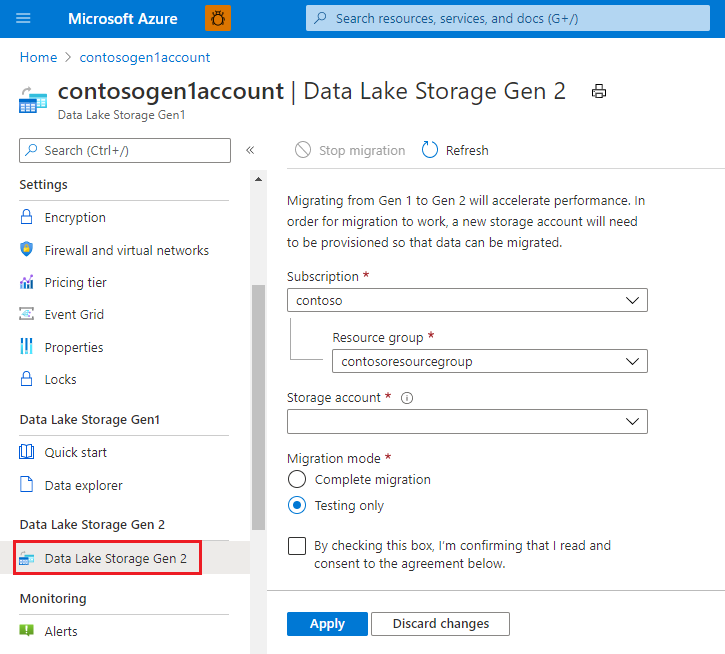 Microsoft Azure
Search resources, services, and docs (G+/)
Home > contosogen1account
contosogen1account | Data Lake Storage Gen 2
Data Lake Storage Gen1
Search (Ctrl+/)
«
Stop migration
Refresh
Settings
Encryption
Firewall and virtual networks
Pricing tier
Event Grid
Properties
Locks
Data Lake Storage Gen1
Quick start
Data explorer
Data Lake Storage Gen 2
Data Lake Storage Gen 2
Monitoring
Alerts
Migrating from Gen 1 to Gen 2 will accelerate performance. In
order for migration to work, a new storage account will need
to be provisioned so that data can be migrated.
Subscription *
contoso
Resource group *
contosoresourcegroup
Storage account *
Migration mode *
Complete migration
Testing only
By checking this box, I'm confirming that I read and
consent to the agreement below.
Apply
Discard changes